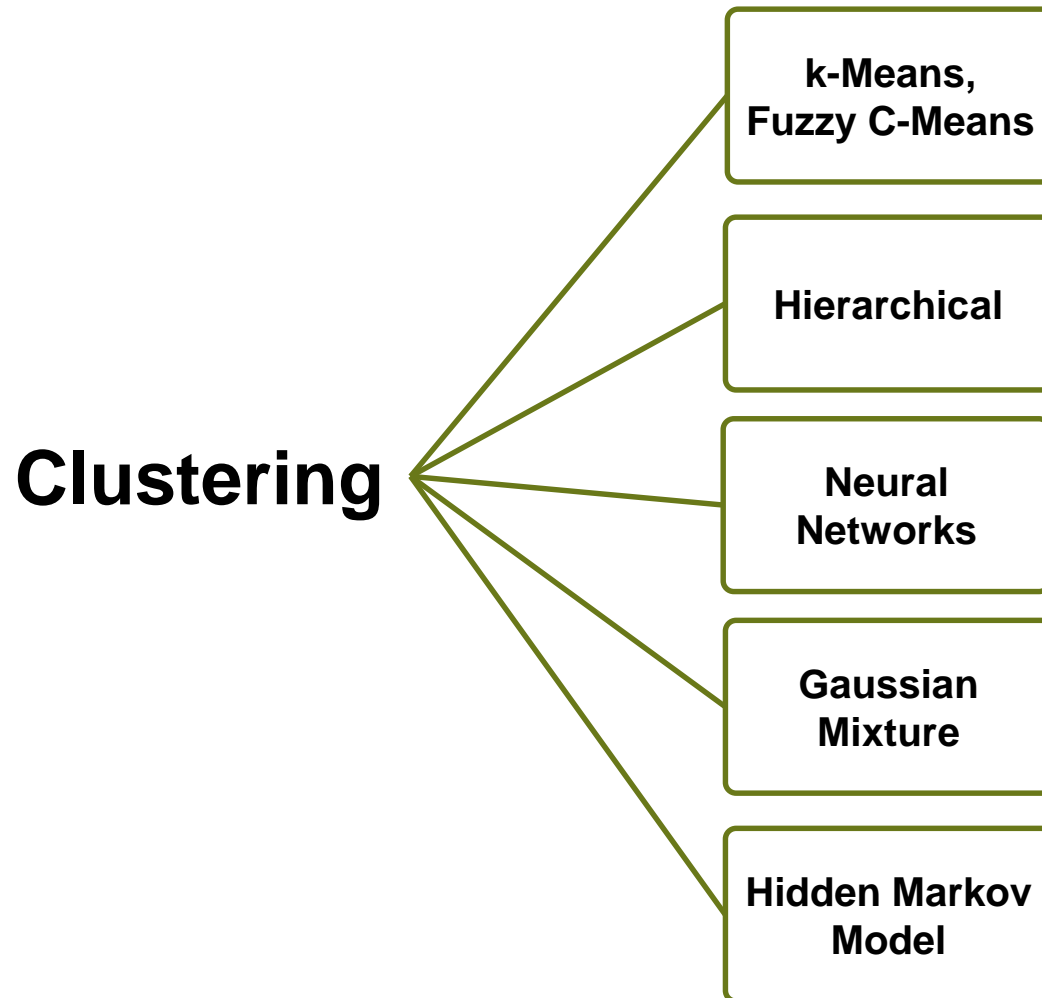 k-Means,
Fuzzy C-Means
Hierarchical
Clustering
Neural
Networks
Gaussian
Mixture
Hidden Markov
Model